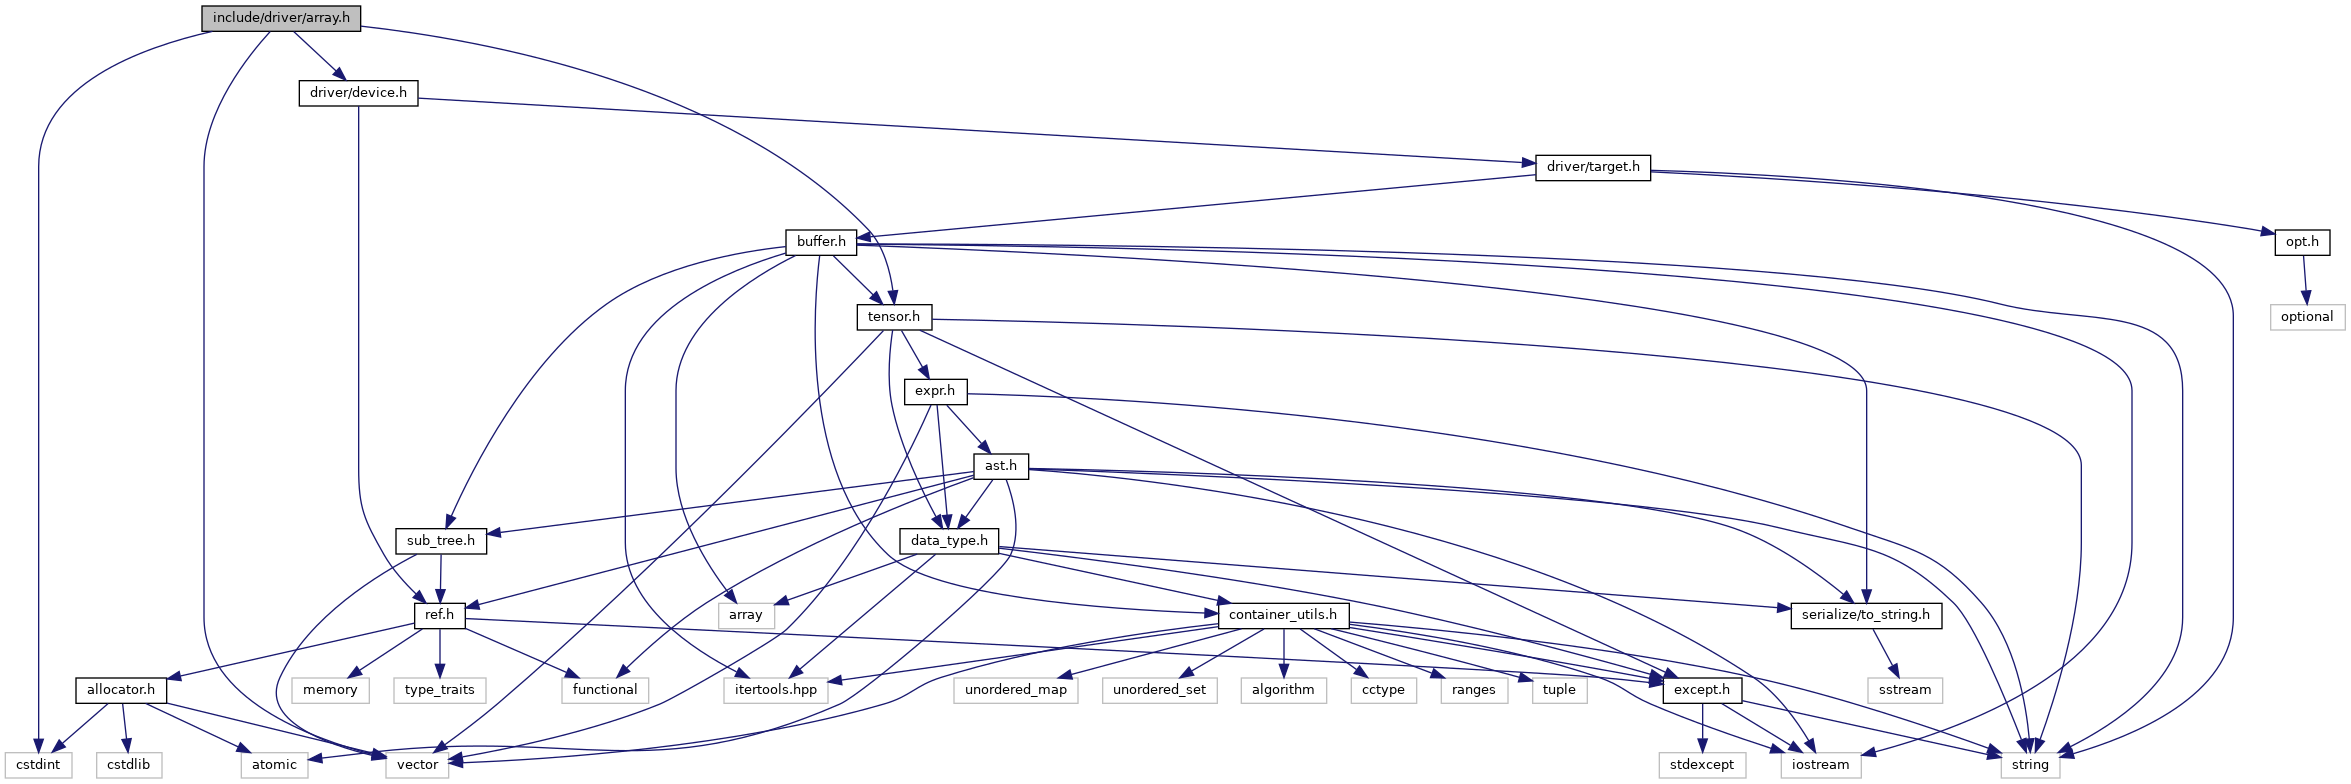 include/driver/array.h
driver/device.h
driver/target.h
buffer.h
opt.h
tensor.h
optional
expr.h
ast.h
sub_tree.h
data_type.h
ref.h
array
container_utils.h
serialize/to_string.h
allocator.h
memory
type_traits
functional
itertools.hpp
unordered_map
unordered_set
algorithm
cctype
ranges
tuple
except.h
sstream
cstdint
cstdlib
atomic
vector
stdexcept
iostream
string